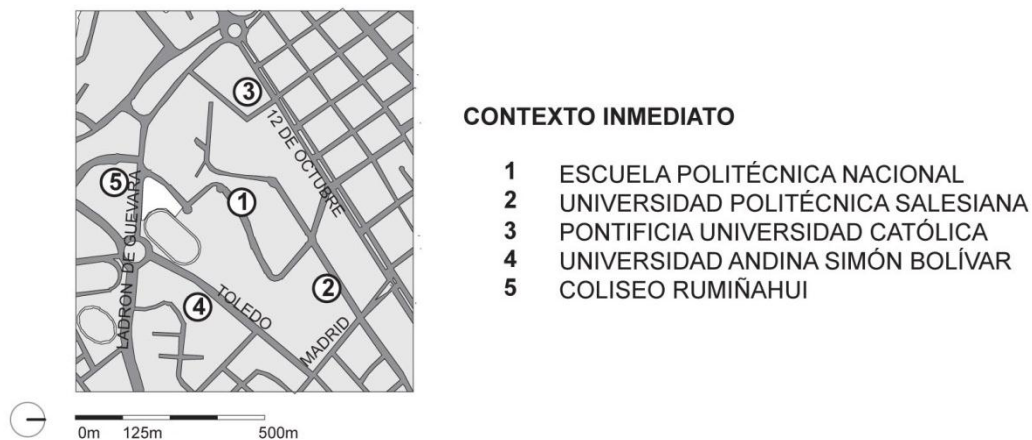 3
12 DE OCTUBRE
5
1
LADRON DE GUEVARA
2
4
TOLEDO
MADRID
0m 125m 500m
CONTEXTO INMEDIATO
1 ESCUELA POLITÉCNICA NACIONAL
2 UNIVERSIDAD POLITÉCNICA SALESIANA
3 PONTIFICIA UNIVERSIDAD CATÓLICA
4 UNIVERSIDAD ANDINA SIMÓN BOLÍVAR
5 COLISEO RUMIÑAHUI